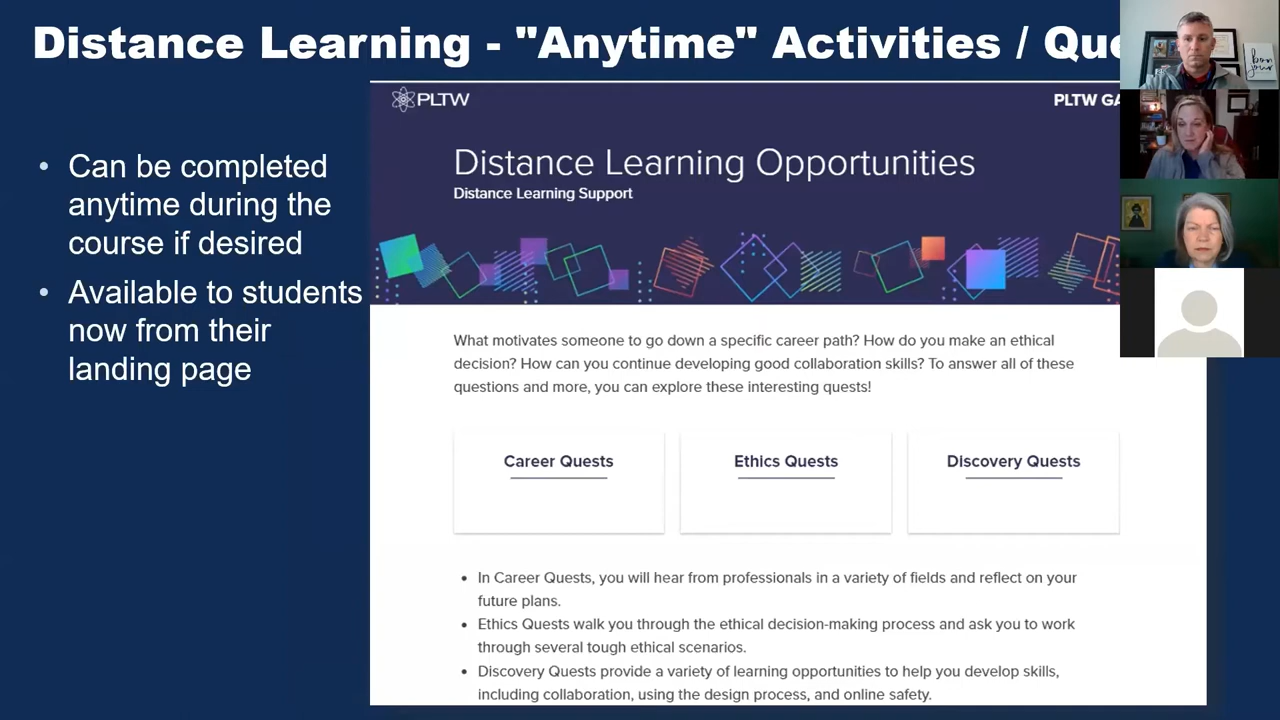 Distance Learning - "Anytime" Activities / Que
Can be completed
anytime during the
course if desired
Available to students
now from their
landing page
PLTW
PLTW GA
Distance Learning Opportunities
Distance Learning Support
What motivates someone to go down a specific career path? How do you make an ethical
decision? How can you continue developing good collaboration skills? To answer all of these
questions and more, you can explore these interesting quests!
Career Quests
Ethics Quests
Discovery Quests
In Career Quests, you will hear from professionals in a variety of fields and reflect on your
future plans.
Ethics Quests walk you through the ethical decision-making process and ask you to work
through several tough ethical scenarios.
Discovery Quests provide a variety of learning opportunities to help you develop skills,
including collaboration, using the design process, and online safety.
bon
jour